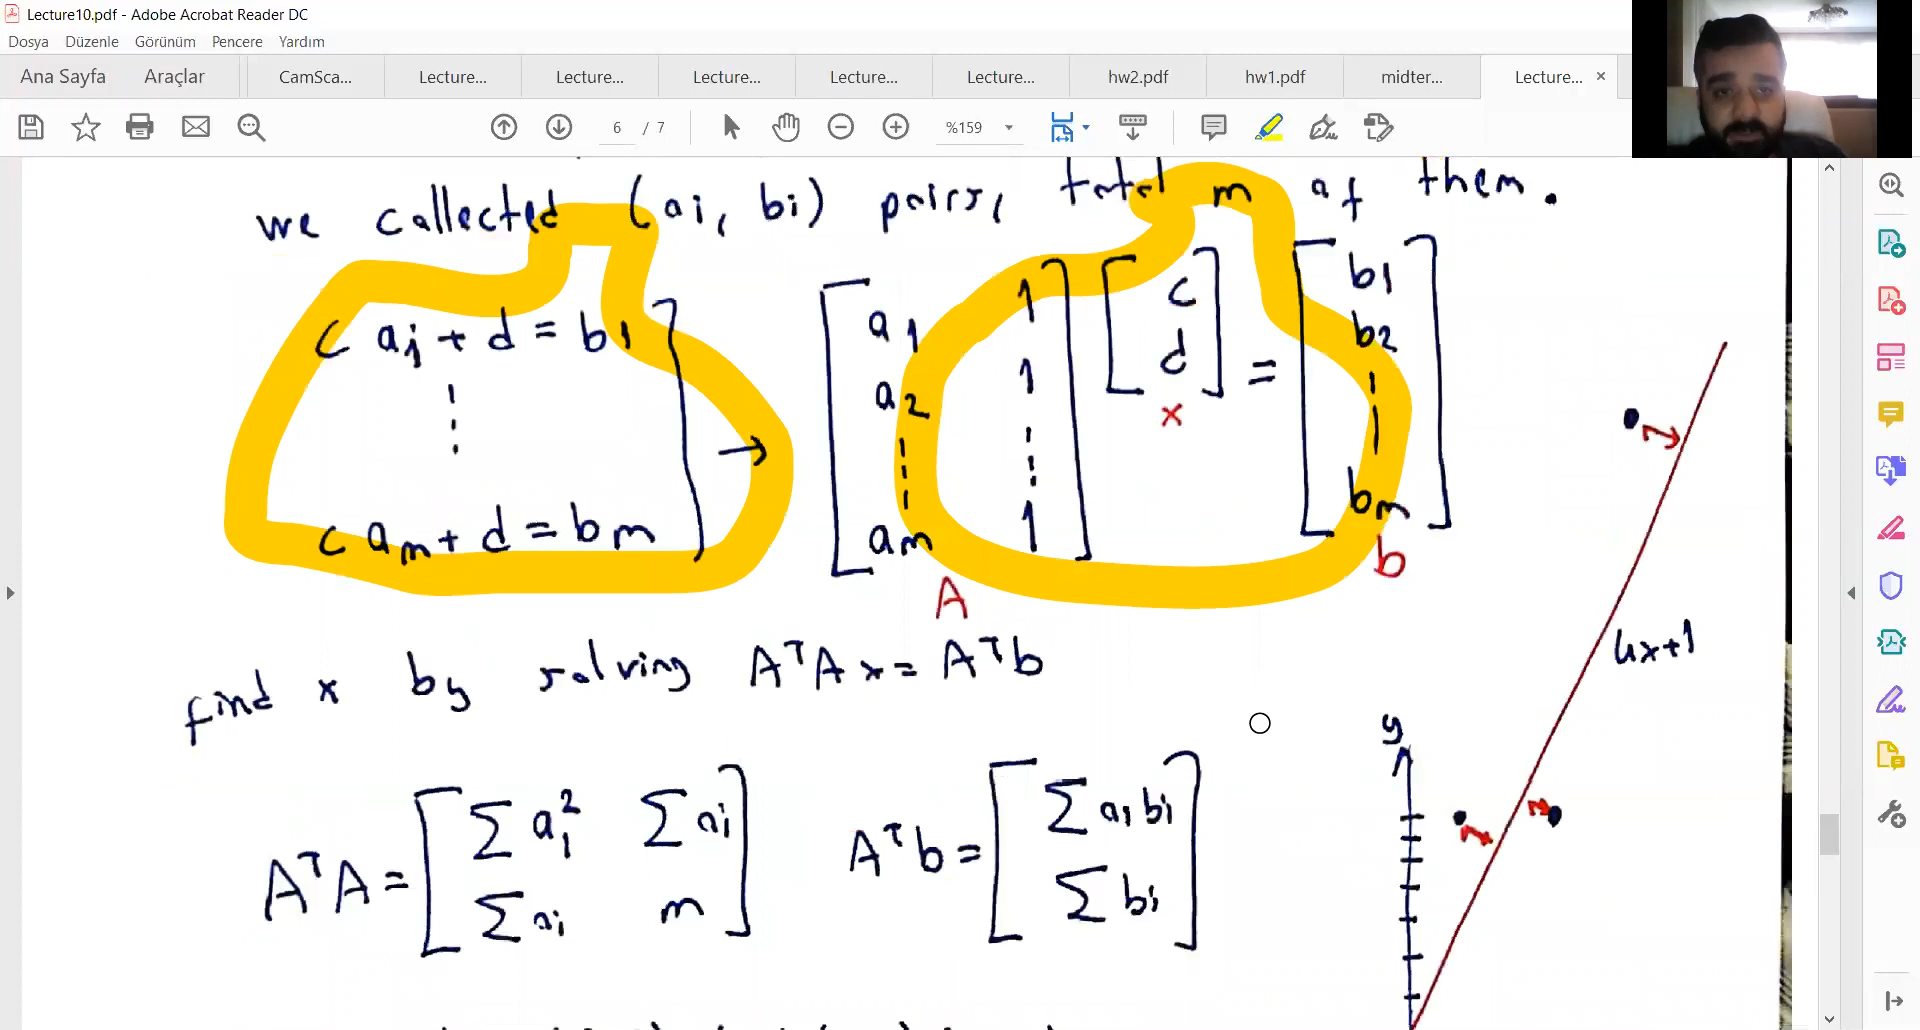 Lecture10.pdf - Adobe Acrobat Reader DC
Dosya Düzenle Görünüm Pencere Yardım
Ana Sayfa Araçlar CamSca... Lecture... Lecture... Lecture... Lecture... Lecture... hw2.pdf hw1.pdf midter... Lecture... ×
6 / 7 %159
we collected (ai, bi) pairs, total m of them.
c a1 + d = b1
⋮
c am + d = bm
→
[a1 1
a2 1
⋮ ⋮
am 1]
A
[c
d]
x
=
[b1
b2
⋮
bm]
b
find x by solving AᵀA x = Aᵀb
AᵀA = [∑ ai² ∑ ai
∑ ai m]
Aᵀb = [∑ ai bi
∑ bi]
4x+1
y